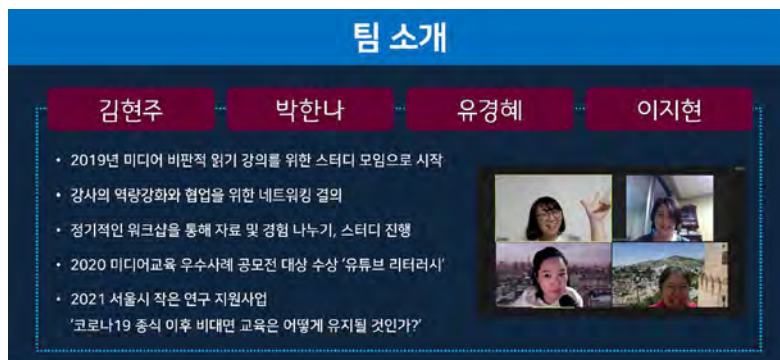 팀 소개
김현주 박한나 유경혜 이지현
• 2019년 미디어 비판적 읽기 강의를 위한 스터디 모임으로 시작
• 강사의 역량강화와 협업을 위한 네트워킹 결의
• 정기적인 워크샵을 통해 자료 및 경험 나누기, 스터디 진행
• 2020 미디어교육 우수사례 공모전 대상 수상 ‘유튜브 리터러시’
• 2021 서울시 작은 연구 지원사업
‘코로나19 종식 이후 비대면 교육은 어떻게 유지될 것인가?’